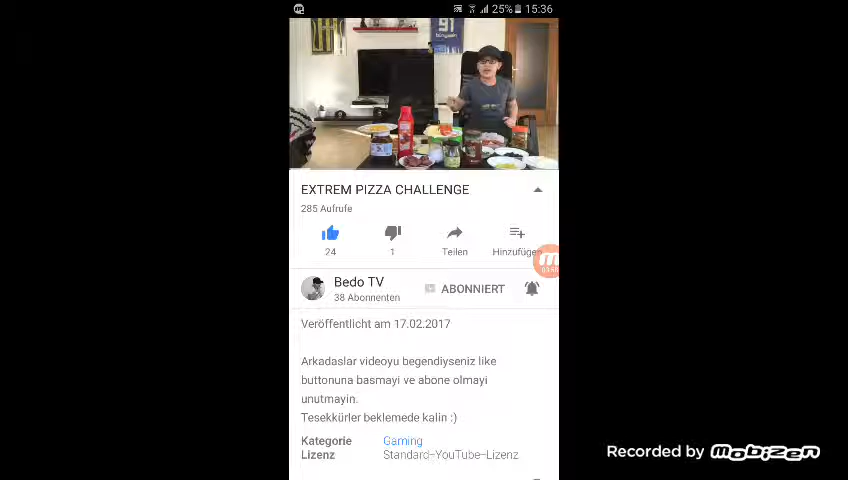 25% 15:36
91
EXTREM PIZZA CHALLENGE
285 Aufrufe
24
1
Teilen
Hinzufügen
Bedo TV
38 Abonnenten
ABONNIERT
Veröffentlicht am 17.02.2017
Arkadaslar videoyu begendiyseniz like
buttonuna basmayi ve abone olmayi
unutmayin.
Tesekkürler beklemede kalin :)
Kategorie Gaming
Lizenz Standard-YouTube-Lizenz
Recorded by mobizen